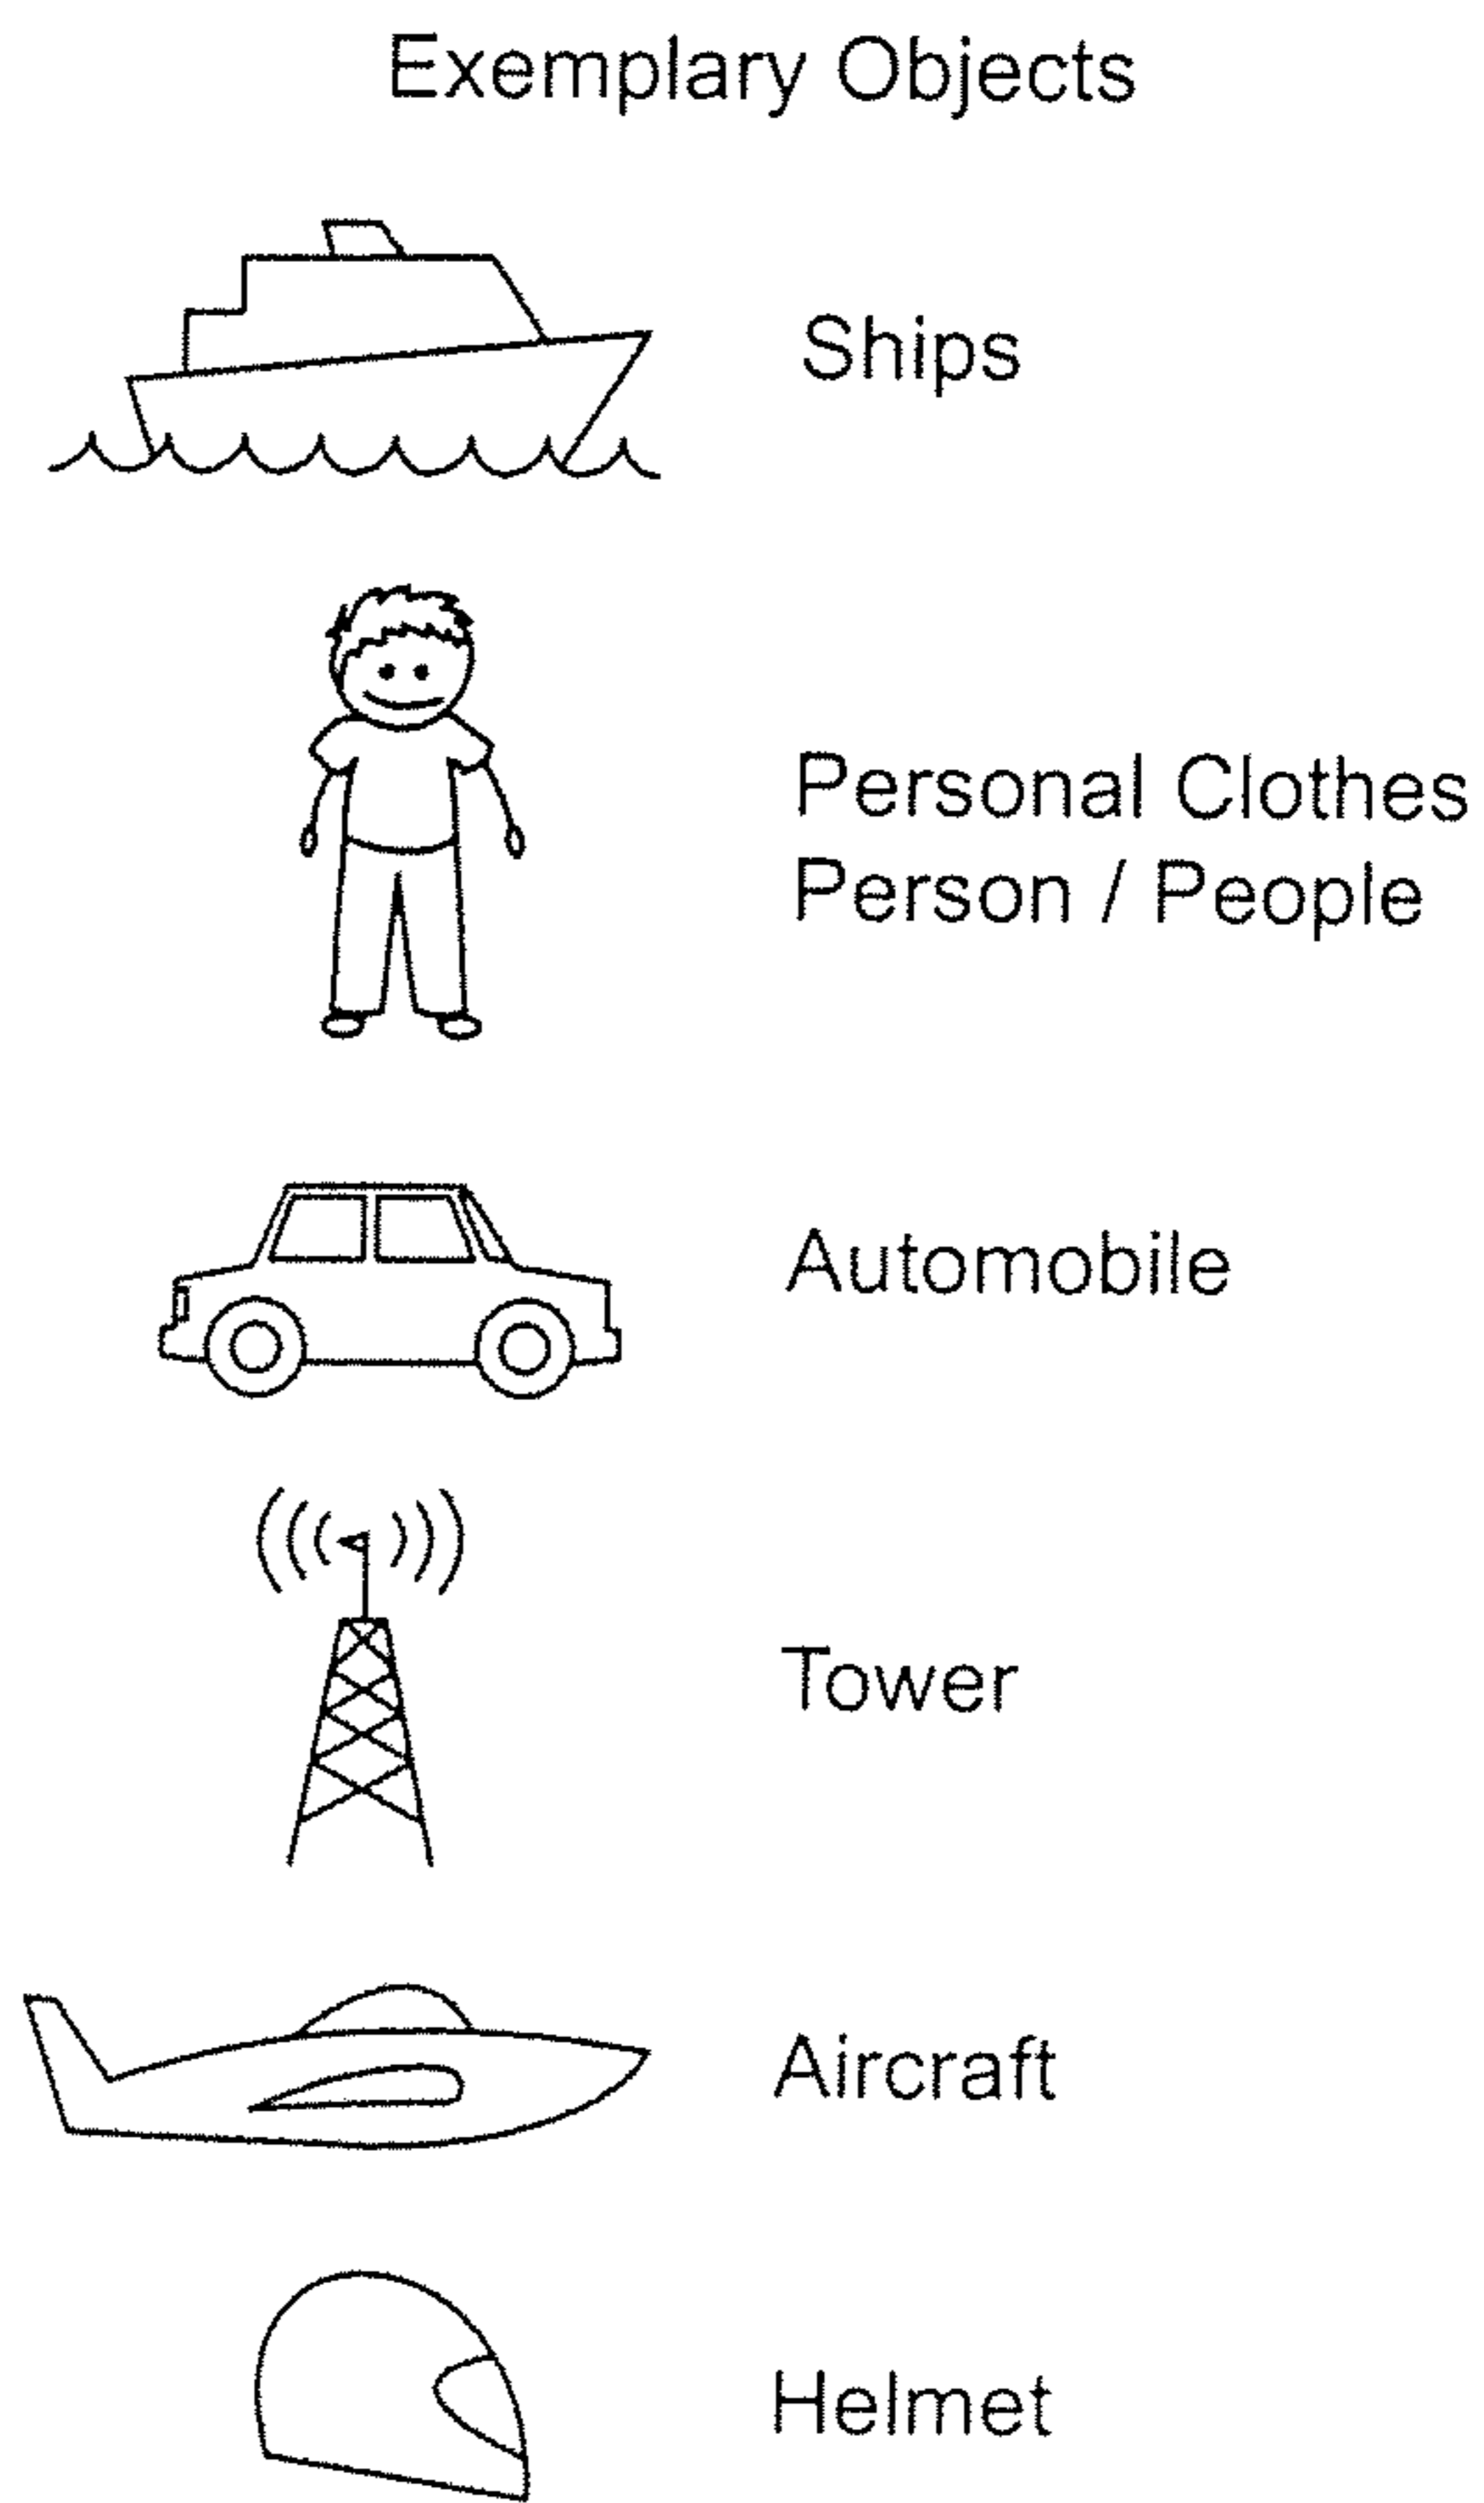 Exemplary Objects
Ships
Personal Clothes
Person / People
Automobile
Tower
Aircraft
Helmet